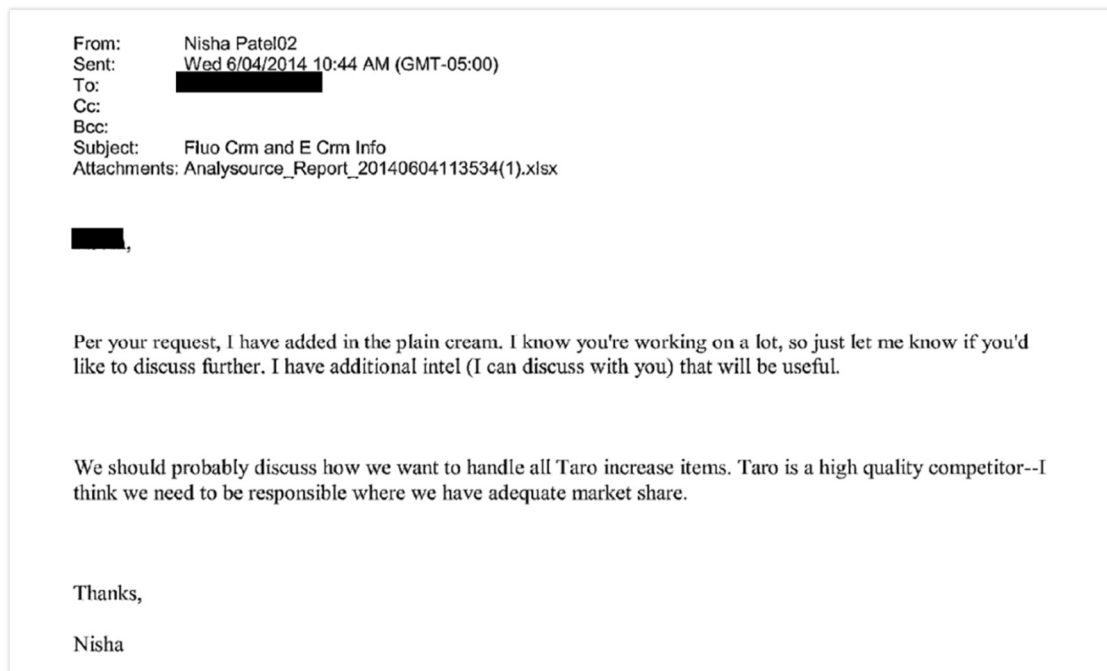 From: Nisha Patel02
Sent: Wed 6/04/2014 10:44 AM (GMT-05:00)
To:
Cc:
Bcc:
Subject: Fluo Crm and E Crm Info
Attachments: Analysource_Report_20140604113534(1).xlsx
,
Per your request, I have added in the plain cream. I know you're working on a lot, so just let me know if you'd
like to discuss further. I have additional intel (I can discuss with you) that will be useful.
We should probably discuss how we want to handle all Taro increase items. Taro is a high quality competitor--I
think we need to be responsible where we have adequate market share.
Thanks,
Nisha